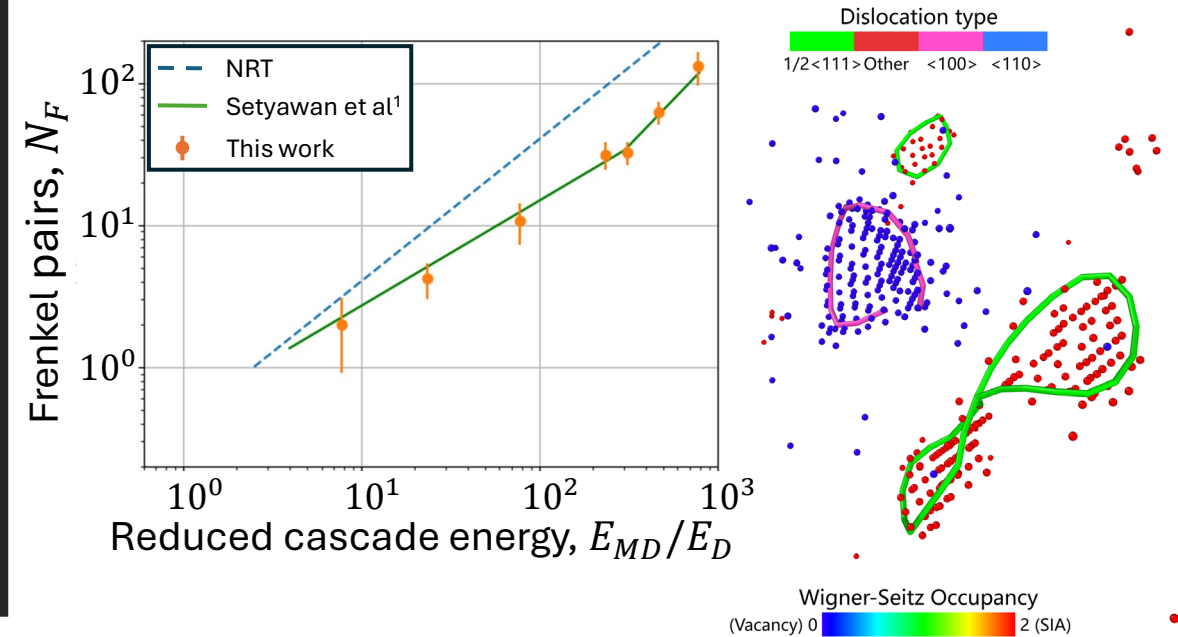 Frenkel pairs, N_F
10²
10¹
10⁰
NRT
Setyawan et al¹
This work
10⁰ 10¹ 10² 10³
Reduced cascade energy, E_MD/E_D
Dislocation type
1/2<111> Other <100> <110>
Wigner-Seitz Occupancy
(Vacancy) 0 2 (SIA)